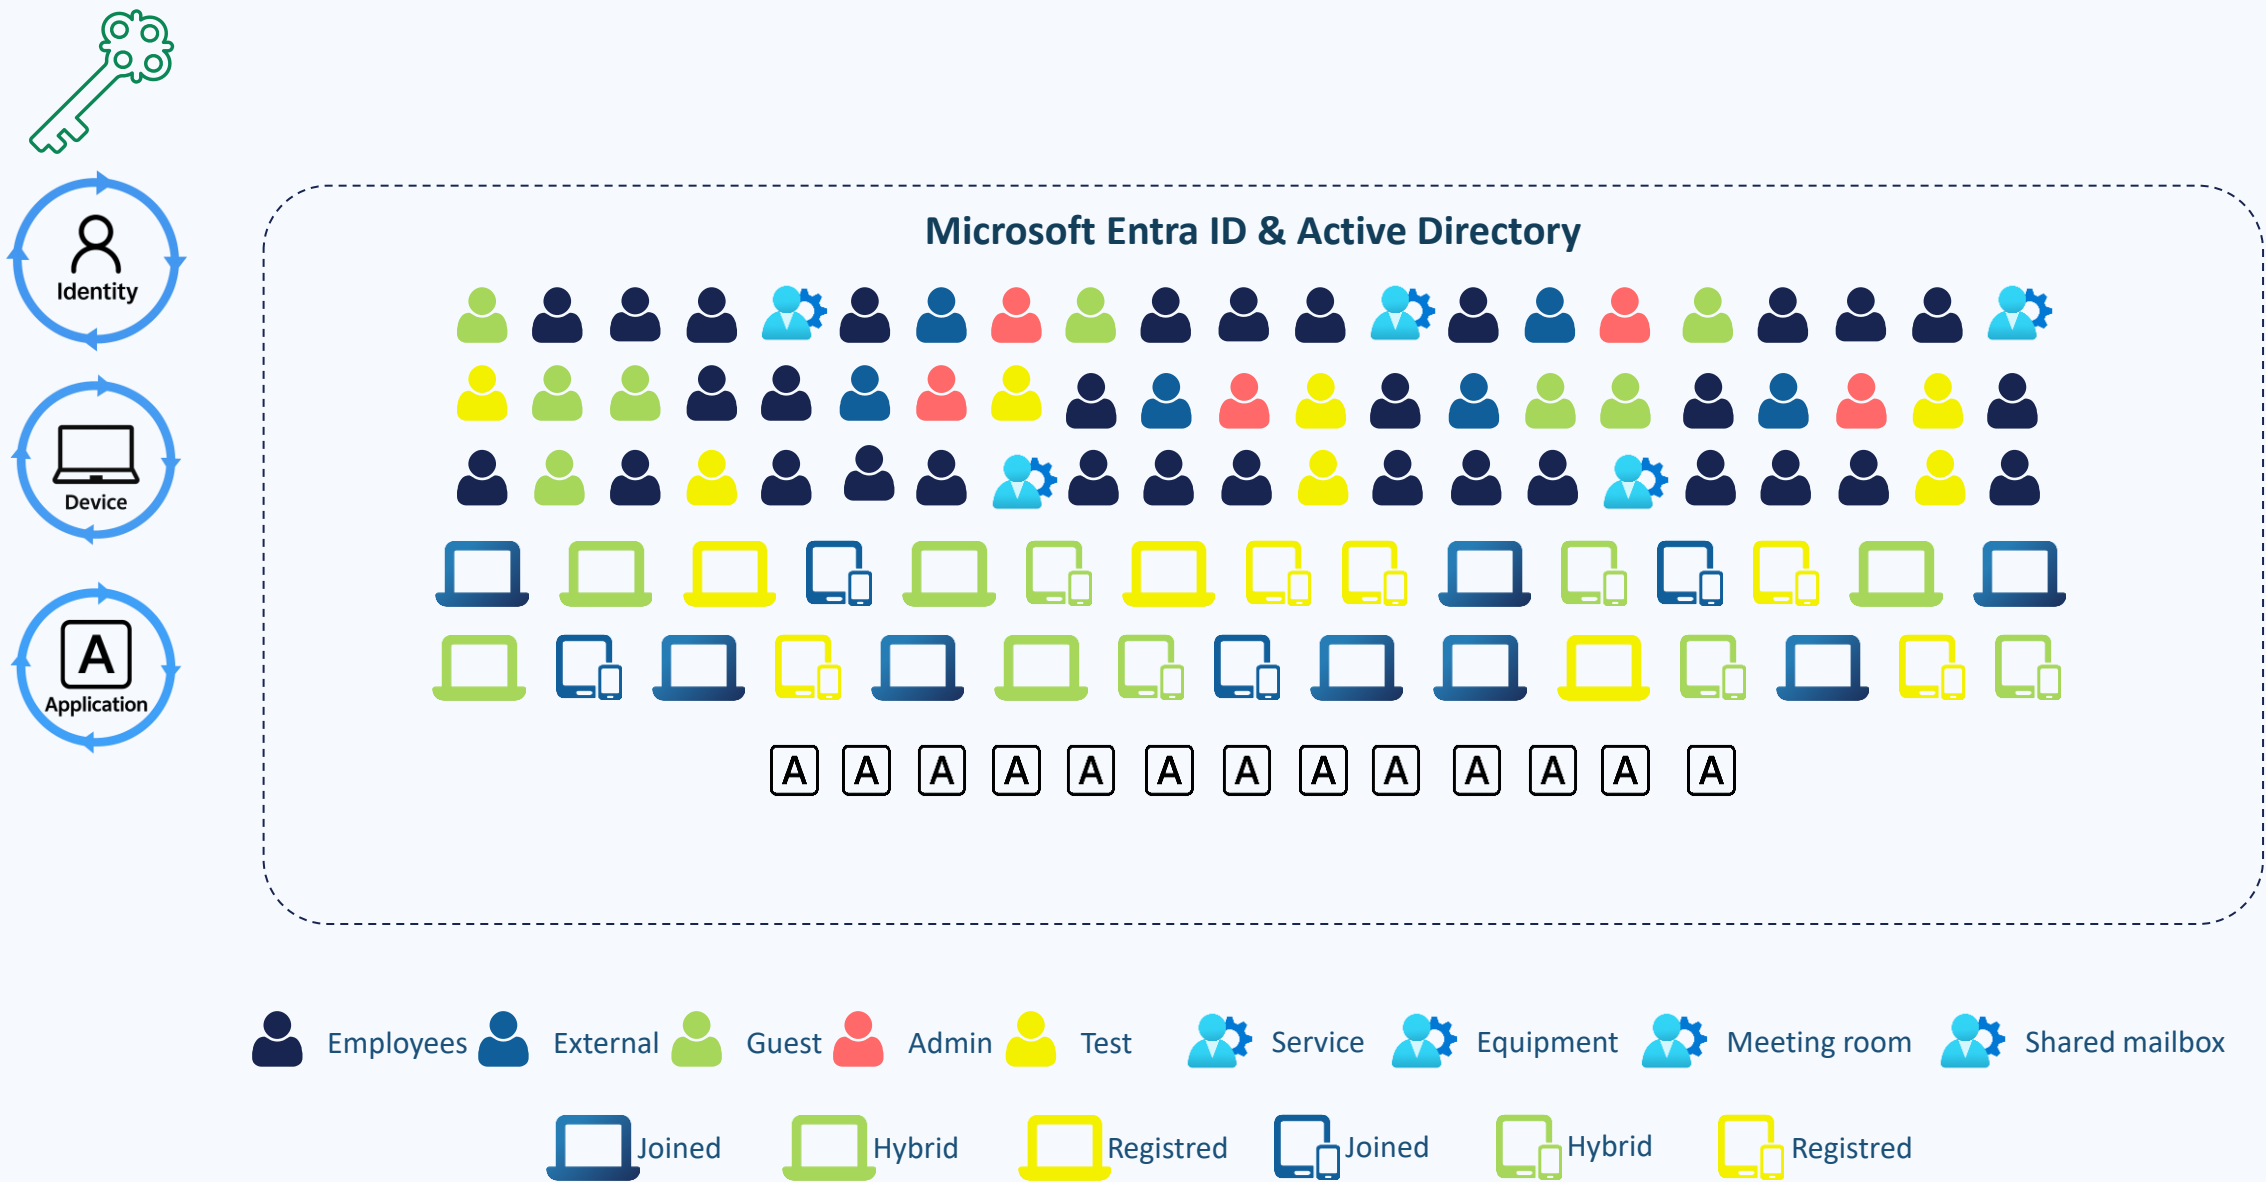 Microsoft Entra ID & Active Directory
Identity
Device
Application
A
A A A A A A A A A A A A A
Employees External Guest Admin Test Service Equipment Meeting room Shared mailbox
Joined Hybrid Registred Joined Hybrid Registred